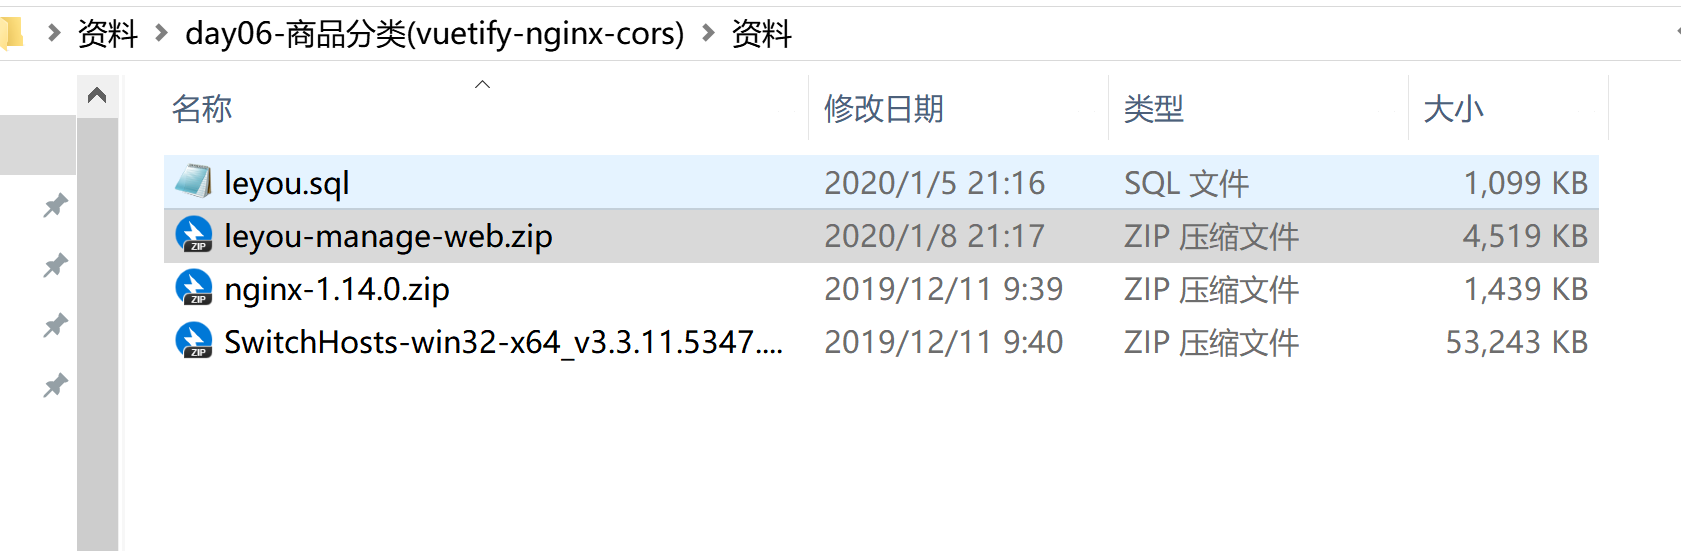 资料 > day06-商品分类(vuetify-nginx-cors) > 资料
名称 修改日期 类型 大小
leyou.sql 2020/1/5 21:16 SQL 文件 1,099 KB
leyou-manage-web.zip 2020/1/8 21:17 ZIP 压缩文件 4,519 KB
nginx-1.14.0.zip 2019/12/11 9:39 ZIP 压缩文件 1,439 KB
SwitchHosts-win32-x64_v3.3.11.5347.... 2019/12/11 9:40 ZIP 压缩文件 53,243 KB